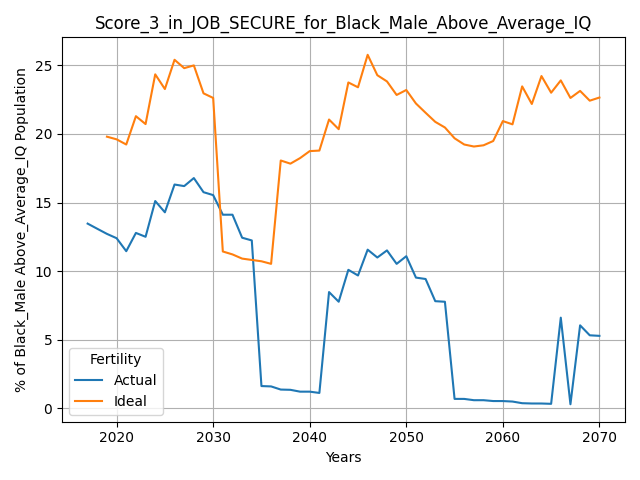 Score_3_in_JOB_SECURE_for_Black_Male_Above_Average_IQ
% of Black_Male Above_Average_IQ Population
25
20
15
10
5
0
Fertility
Actual
Ideal
2020 2030 2040 2050 2060 2070
Years